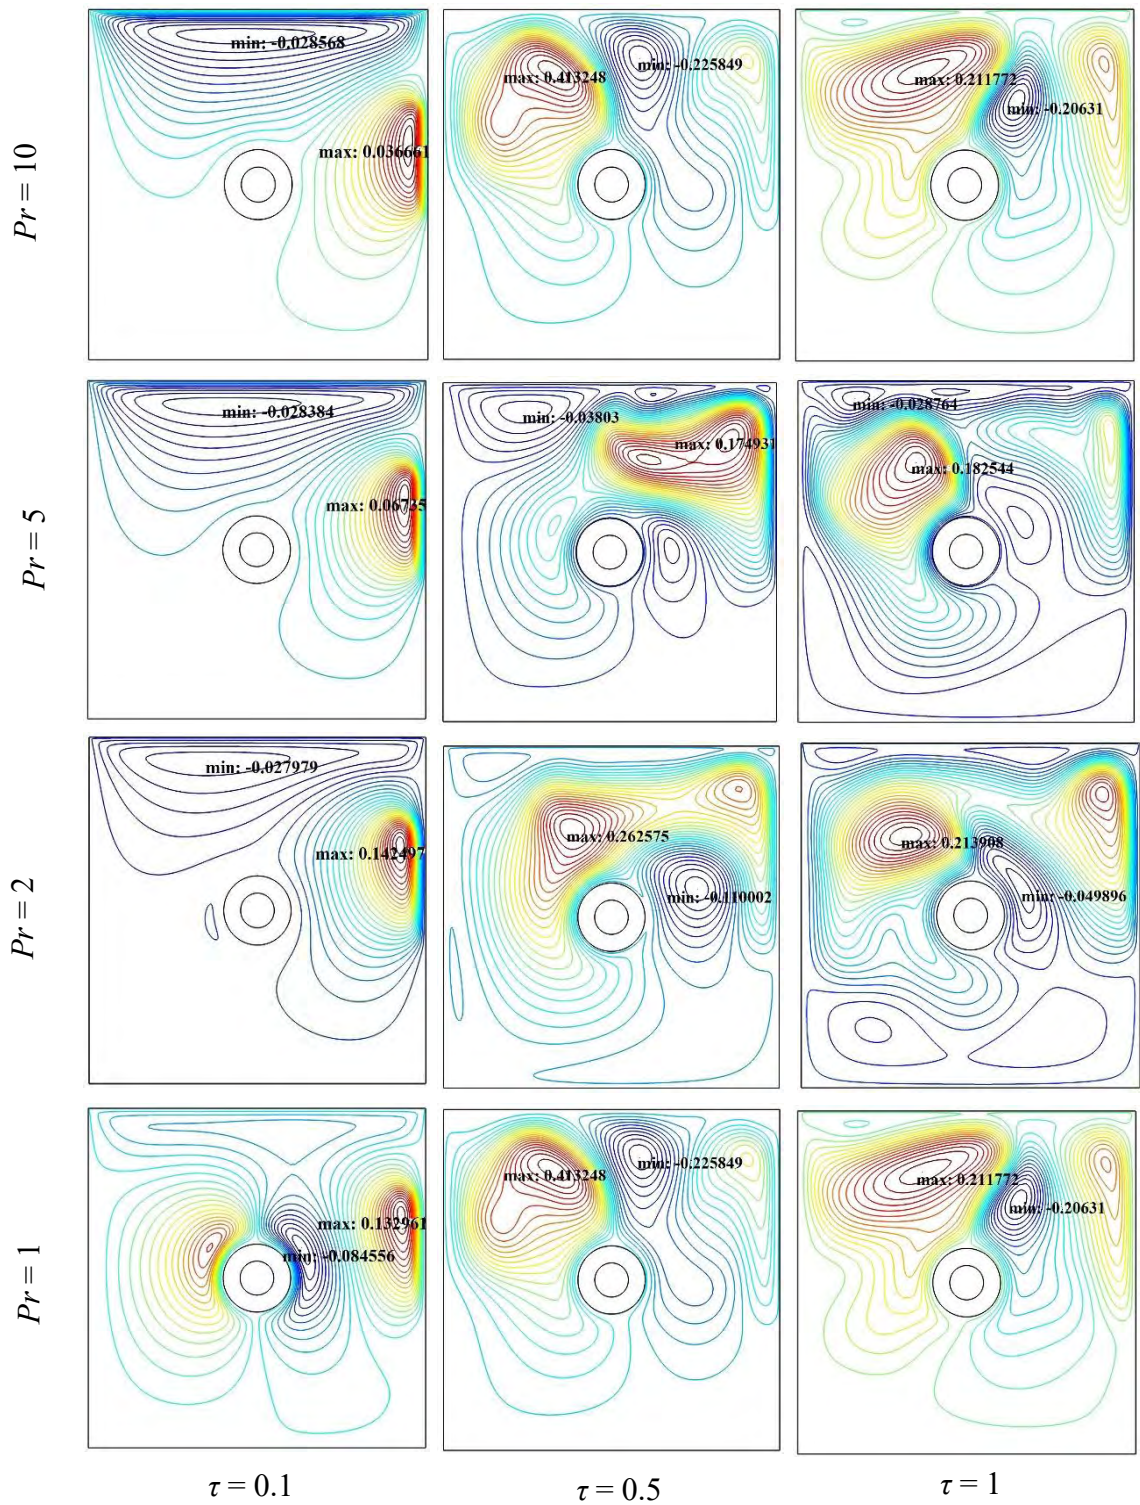 Pr = 10
min: -0.028568
max: 0.036661
max: 0.413248
min: -0.225849
max: 0.211772
min: -0.20631
Pr = 5
min: -0.028384
max: 0.06735
min: -0.03803
max: 0.174931
min: -0.028764
max: 0.182544
Pr = 2
min: -0.027979
max: 0.142497
max: 0.262575
min: -0.110002
max: 0.213908
min: -0.049896
Pr = 1
max: 0.132961
min: -0.084556
max: 0.413248
min: -0.225849
max: 0.211772
min: -0.20631
τ = 0.1
τ = 0.5
τ = 1